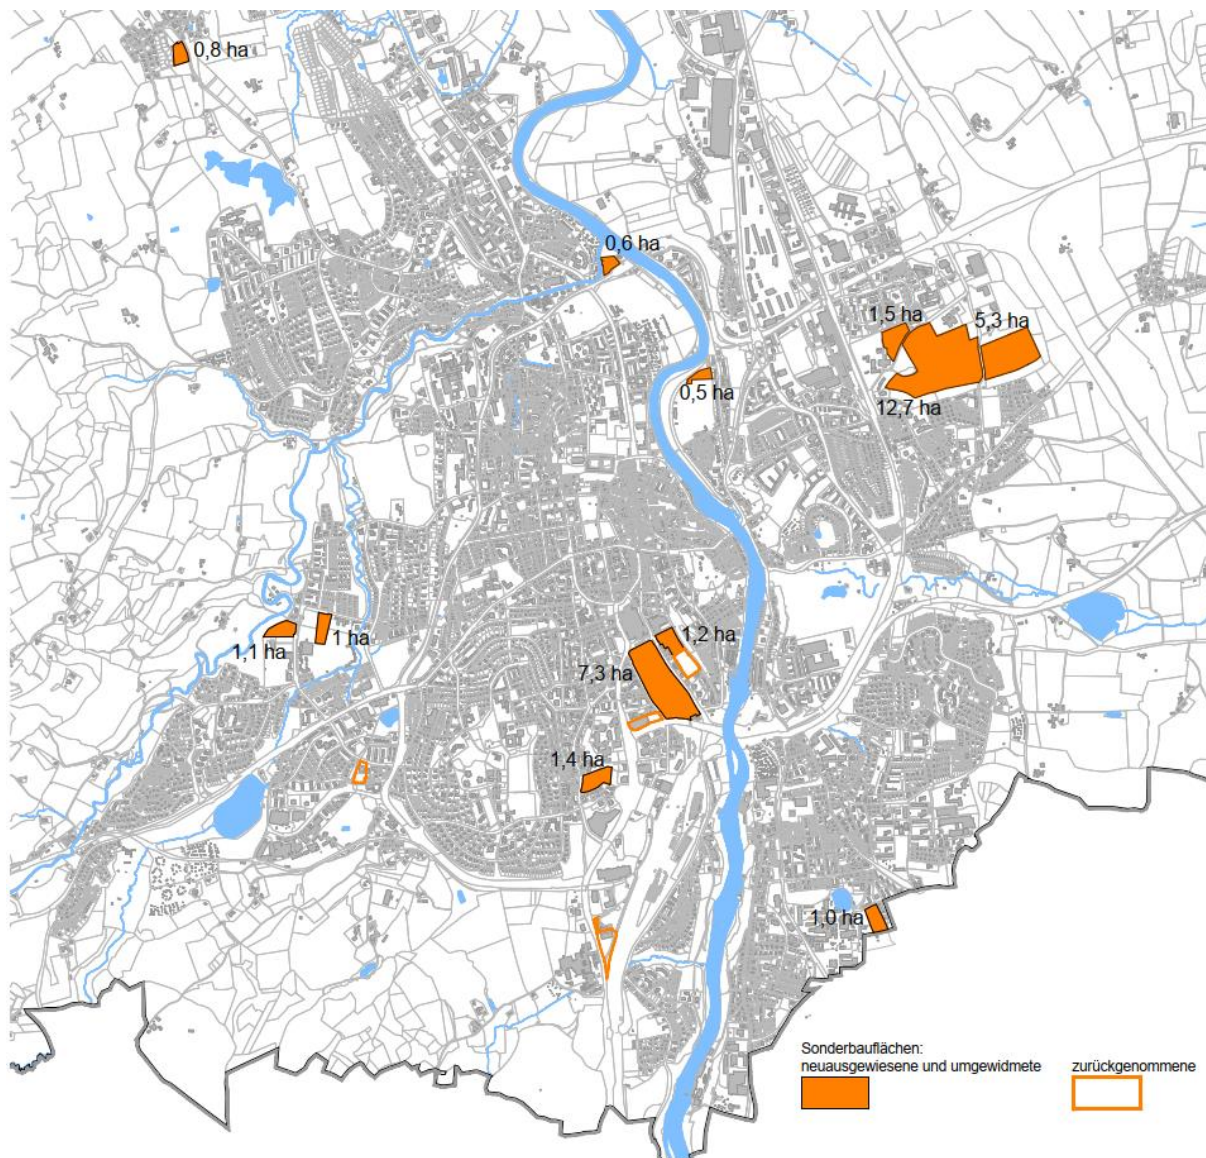 0,8 ha
0,6 ha
1,5 ha
5,3 ha
0,5 ha
12,7 ha
1 ha
1,1 ha
1,2 ha
7,3 ha
1,4 ha
1,0 ha
Sonderbauflächen:
neuausgewiesene und umgewidmete
zurückgenommene